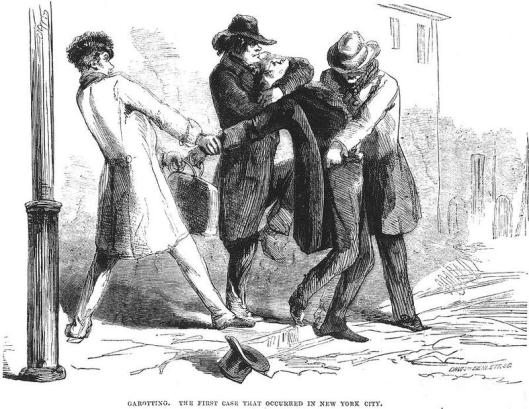 GAROTTING. THE FIRST CASE THAT OCCURRED IN NEW YORK CITY.